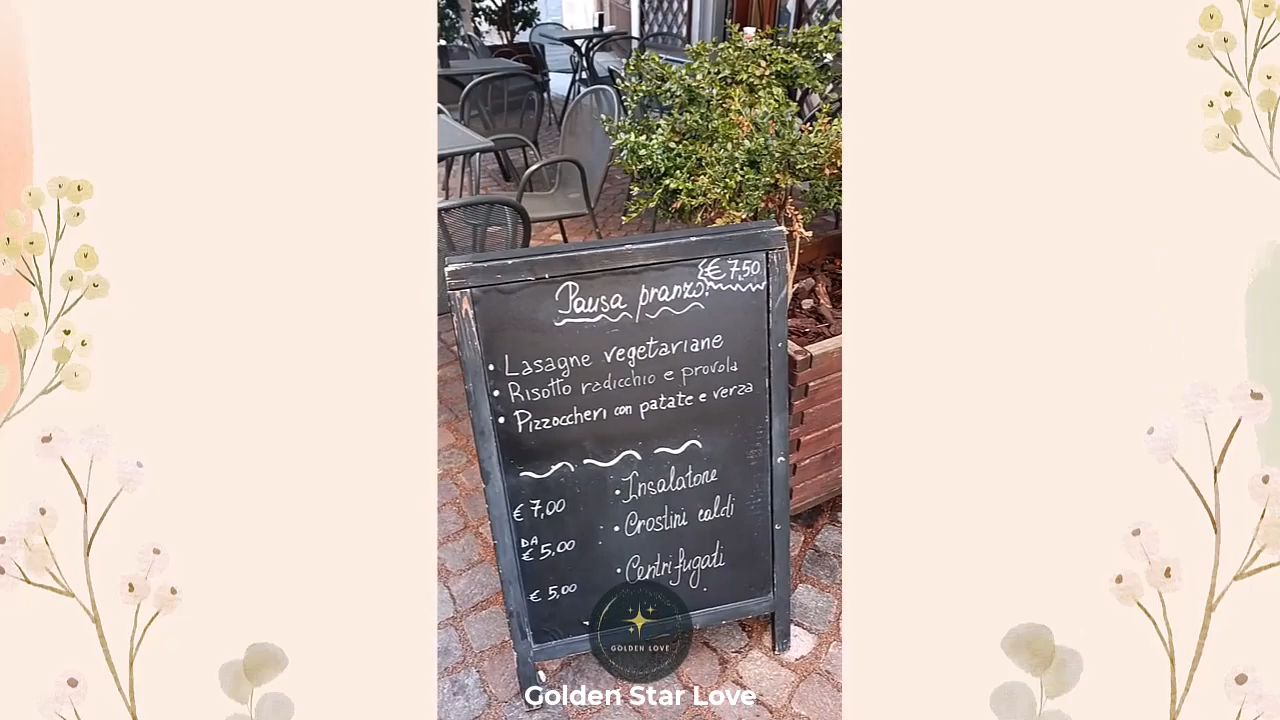 € 7,50
Pausa pranzo:
• Lasagne vegetariane
• Risotto radicchio e provola
• Pizzoccheri con patate e verza
€ 7,00 • Insalatone
DA € 5,00 • Crostini caldi
€ 5,00 • Centrifugati
GOLDEN LOVE
Golden Star Love